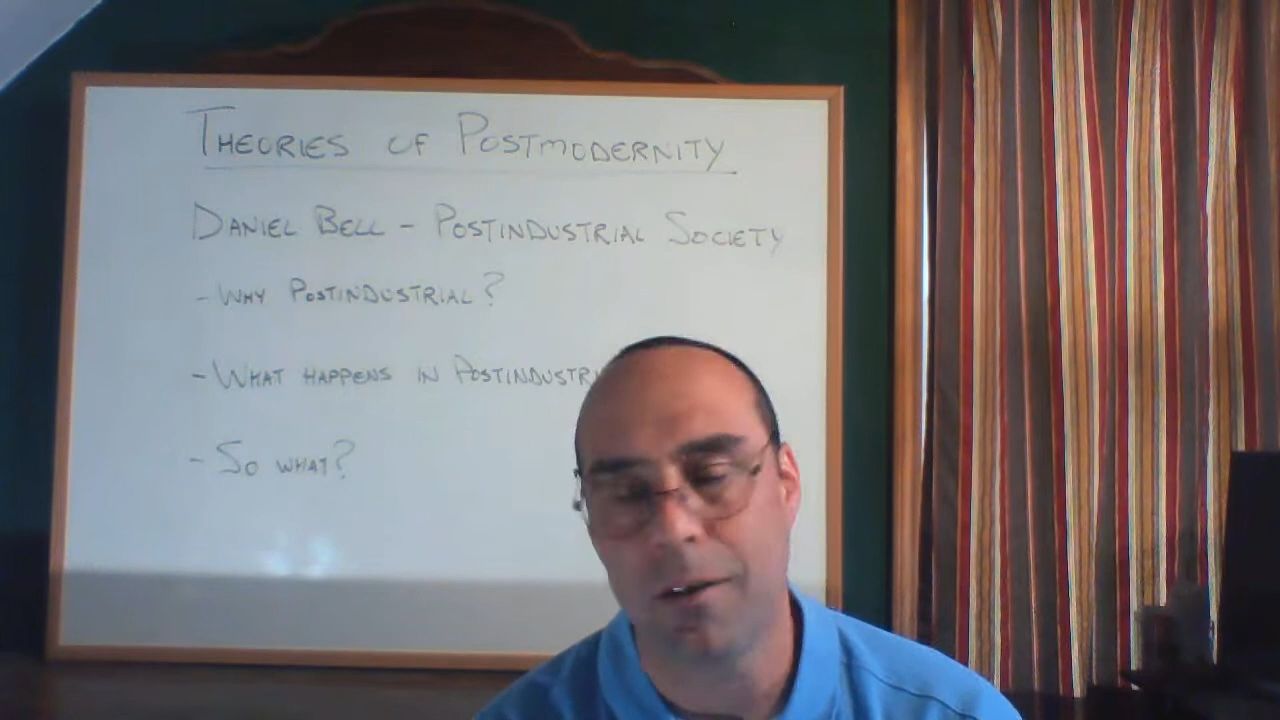 THEORIES OF POSTMODERNITY
DANIEL BELL - POSTINDUSTRIAL SOCIETY
- WHY POSTINDUSTRIAL?
- WHAT HAPPENS IN POSTINDUSTRI
- SO WHAT?